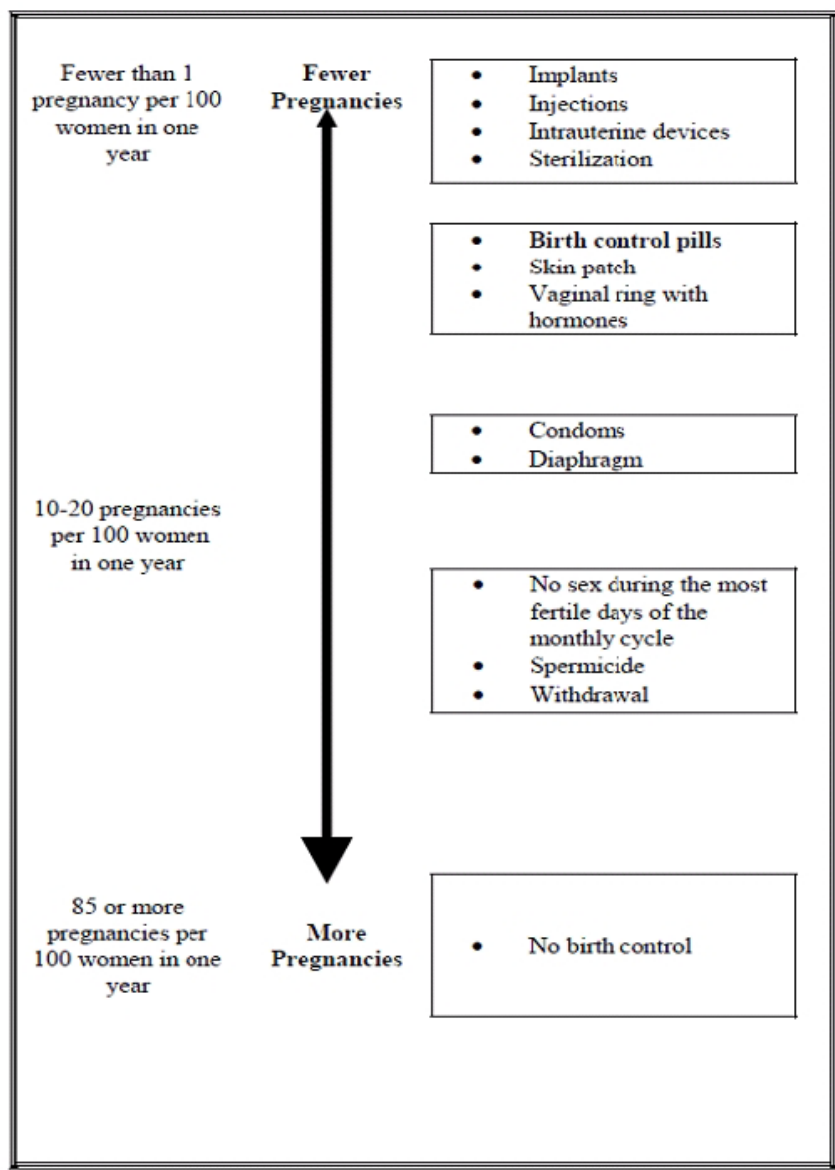 Fewer than 1
pregnancy per 100
women in one
year
Fewer
Pregnancies
• Implants
• Injections
• Intrauterine devices
• Sterilization
• Birth control pills
• Skin patch
• Vaginal ring with
hormones
• Condoms
• Diaphragm
10-20 pregnancies
per 100 women
in one year
• No sex during the most
fertile days of the
monthly cycle
• Spermicide
• Withdrawal
85 or more
pregnancies per
100 women in one
year
More
Pregnancies
• No birth control